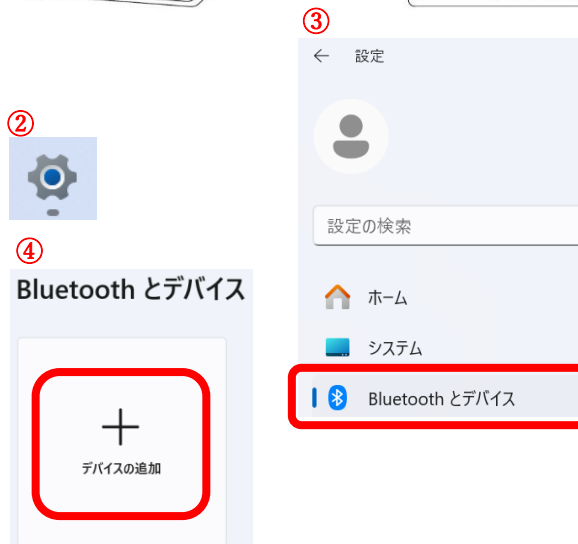 ③
← 設定
②
設定の検索
④
Bluetooth とデバイス
ホーム
システム
Bluetooth とデバイス
デバイスの追加